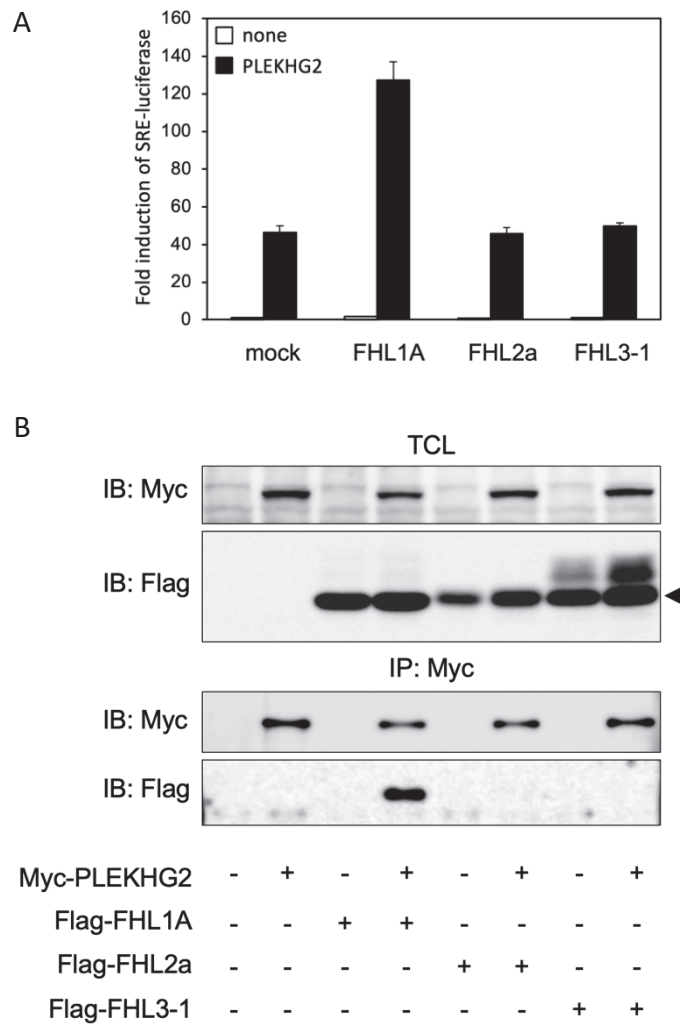 A
Fold induction of SRE-luciferase
160
140
120
100
80
60
40
20
0
none
PLEKHG2
mock FHL1A FHL2a FHL3-1
B
TCL
IB: Myc
IB: Flag
IP: Myc
IB: Myc
IB: Flag
Myc-PLEKHG2 - + - + - + - +
Flag-FHL1A - - + + - - - -
Flag-FHL2a - - - - + + - -
Flag-FHL3-1 - - - - - - + +